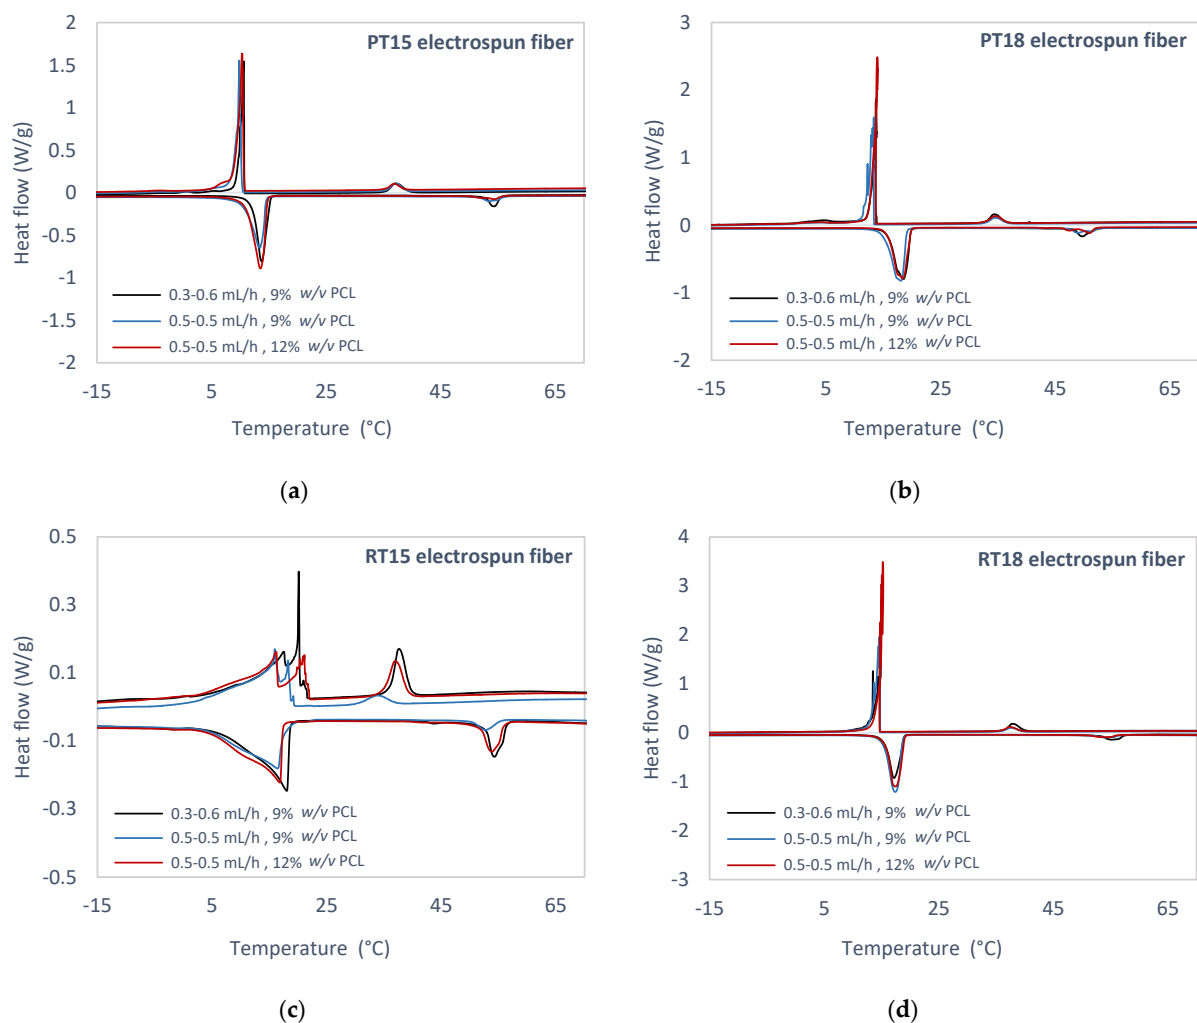 PT15 electrospun fiber
2
1.5
1
0.5
0
-0.5
-1
-1.5
-2
Heat flow (W/g)
0.3-0.6 mL/h , 9% w/v PCL
0.5-0.5 mL/h , 9% w/v PCL
0.5-0.5 mL/h , 12% w/v PCL
-15 5 25 45 65
Temperature (°C)
(a)
PT18 electrospun fiber
3
2
1
0
-1
-2
Heat flow (W/g)
0.3-0.6 mL/h , 9% w/v PCL
0.5-0.5 mL/h , 9% w/v PCL
0.5-0.5 mL/h , 12% w/v PCL
-15 5 25 45 65
Temperature (°C)
(b)
RT15 electrospun fiber
0.5
0.3
0.1
-0.1
-0.3
-0.5
Heat flow (W/g)
0.3-0.6 mL/h , 9% w/v PCL
0.5-0.5 mL/h , 9% w/v PCL
0.5-0.5 mL/h , 12% w/v PCL
-15 5 25 45 65
Temperature (°C)
(c)
RT18 electrospun fiber
4
3
2
1
0
-1
-2
-3
Heat flow (W/g)
0.3-0.6 mL/h , 9% w/v PCL
0.5-0.5 mL/h , 9% w/v PCL
0.5-0.5 mL/h , 12% w/v PCL
-15 5 25 45 65
Temperature (°C)
(d)